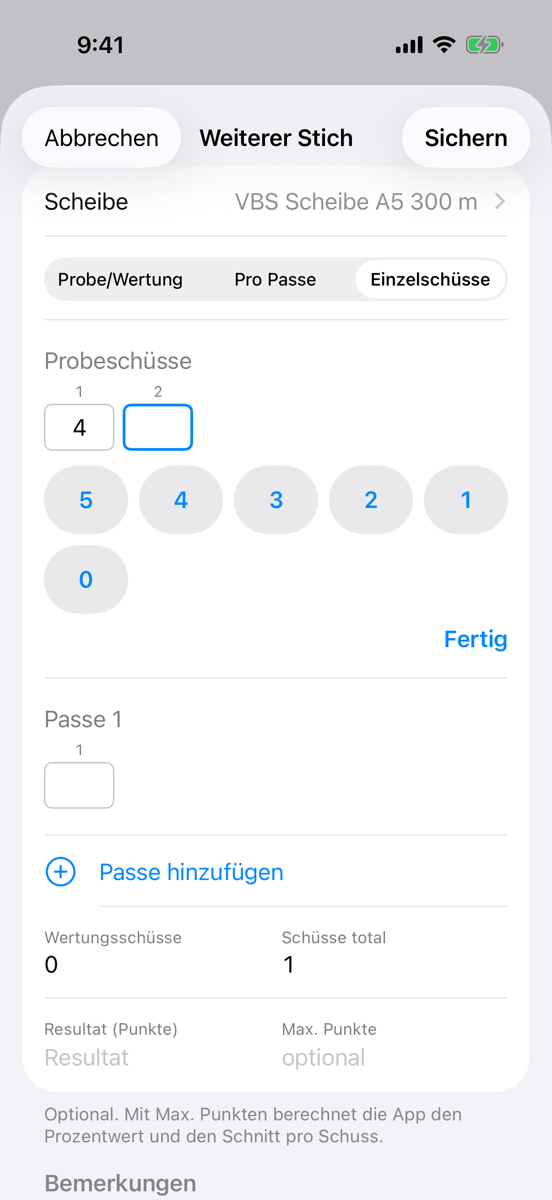 9:41
Abbrechen Weiterer Stich Sichern
Scheibe VBS Scheibe A5 300 m
Probe/Wertung Pro Passe Einzelschüsse
Probeschüsse
1 2
4
5 4 3 2 1
0
Fertig
Passe 1
1
Passe hinzufügen
Wertungsschüsse Schüsse total
0 1
Resultat (Punkte) Max. Punkte
Resultat optional
Optional. Mit Max. Punkten berechnet die App den
Prozentwert und den Schnitt pro Schuss.
Bemerkungen